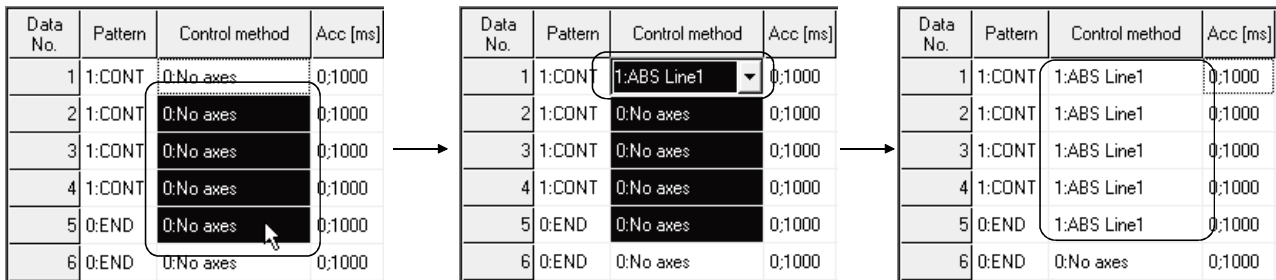 Data No. Pattern Control method Acc [ms]
1 1:CONT 0:No axes 0;1000
2 1:CONT 0:No axes 0;1000
3 1:CONT 0:No axes 0;1000
4 1:CONT 0:No axes 0;1000
5 0:END 0:No axes 0;1000
6 0:END 0:No axes 0;1000
Data No. Pattern Control method Acc [ms]
1 1:CONT 1:ABS Line1 0;1000
2 1:CONT 0:No axes 0;1000
3 1:CONT 0:No axes 0;1000
4 1:CONT 0:No axes 0;1000
5 0:END 0:No axes 0;1000
6 0:END 0:No axes 0;1000
Data No. Pattern Control method Acc [ms]
1 1:CONT 1:ABS Line1 0;1000
2 1:CONT 1:ABS Line1 0;1000
3 1:CONT 1:ABS Line1 0;1000
4 1:CONT 1:ABS Line1 0;1000
5 0:END 1:ABS Line1 0;1000
6 0:END 0:No axes 0;1000